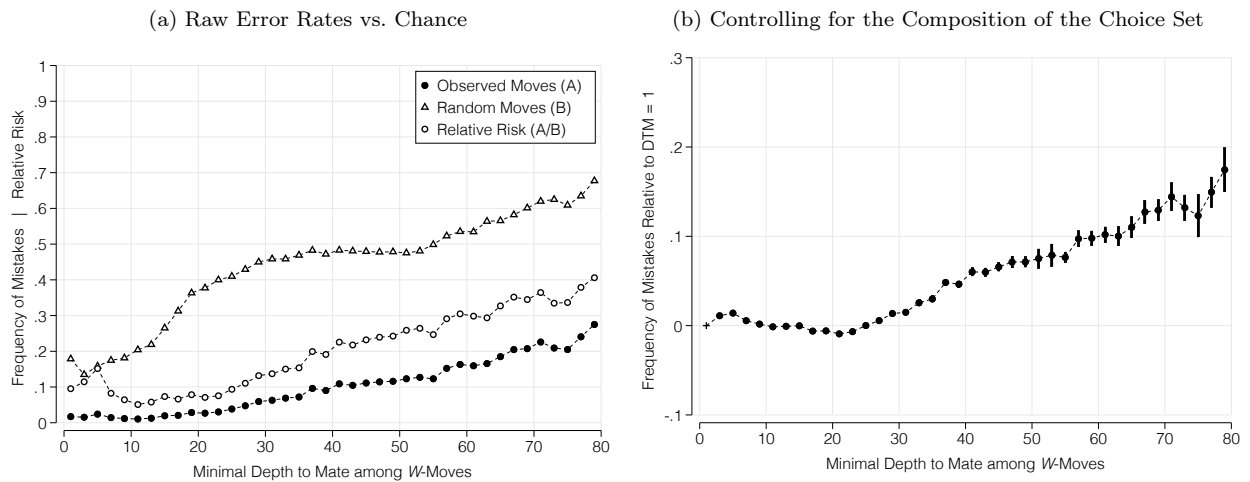 (a) Raw Error Rates vs. Chance
Frequency of Mistakes | Relative Risk
1
.9
.8
.7
.6
.5
.4
.3
.2
.1
0
Observed Moves (A)
Random Moves (B)
Relative Risk (A/B)
0 10 20 30 40 50 60 70 80
Minimal Depth to Mate among W-Moves
(b) Controlling for the Composition of the Choice Set
Frequency of Mistakes Relative to DTM = 1
.3
.2
.1
0
-.1
0 10 20 30 40 50 60 70 80
Minimal Depth to Mate among W-Moves